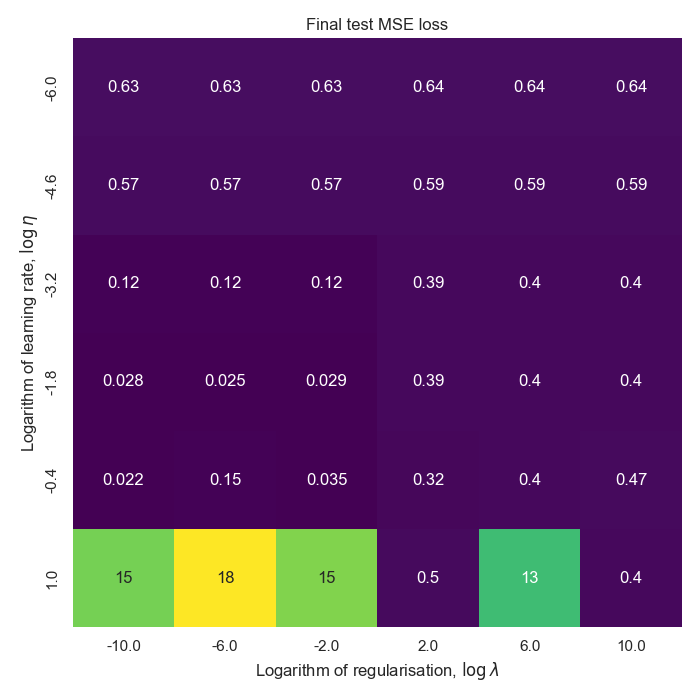 Final test MSE loss
Logarithm of learning rate, log η
-6.0 0.63 0.63 0.63 0.64 0.64 0.64
-4.6 0.57 0.57 0.57 0.59 0.59 0.59
-3.2 0.12 0.12 0.12 0.39 0.4 0.4
-1.8 0.028 0.025 0.029 0.39 0.4 0.4
-0.4 0.022 0.15 0.035 0.32 0.4 0.47
1.0 15 18 15 0.5 13 0.4
-10.0 -6.0 -2.0 2.0 6.0 10.0
Logarithm of regularisation, log λ